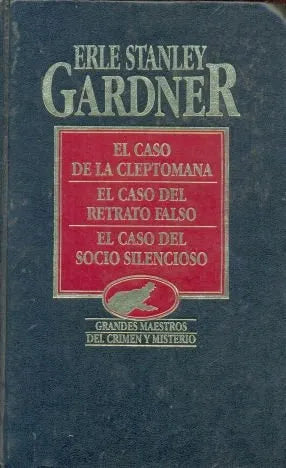 ERLE STANLEY
GARDNER
EL CASO
DE LA CLEPTOMANA
EL CASO DEL
RETRATO FALSO
EL CASO DEL
SOCIO SILENCIOSO
GRANDES MAESTROS
DEL CRIMEN Y MISTERIO